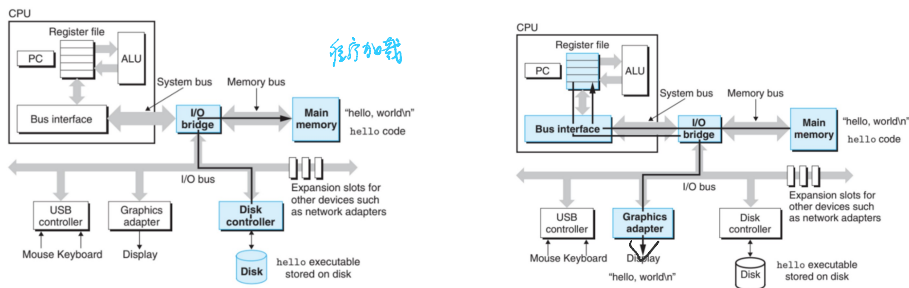 CPU
Register file
PC
ALU
System bus
Memory bus
Bus interface
I/O
bridge
Main
memory
"hello, world\n"
hello code
I/O bus
Expansion slots for
other devices such
as network adapters
USB
controller
Graphics
adapter
Disk
controller
Mouse Keyboard
Display
Disk
hello executable
stored on disk
程序加载
CPU
Register file
PC
ALU
System bus
Memory bus
Bus interface
I/O
bridge
Main
memory
"hello, world\n"
hello code
I/O bus
Expansion slots for
other devices such
as network adapters
USB
controller
Graphics
adapter
Disk
controller
Mouse Keyboard
Display
"hello, world\n"
Disk
hello executable
stored on disk